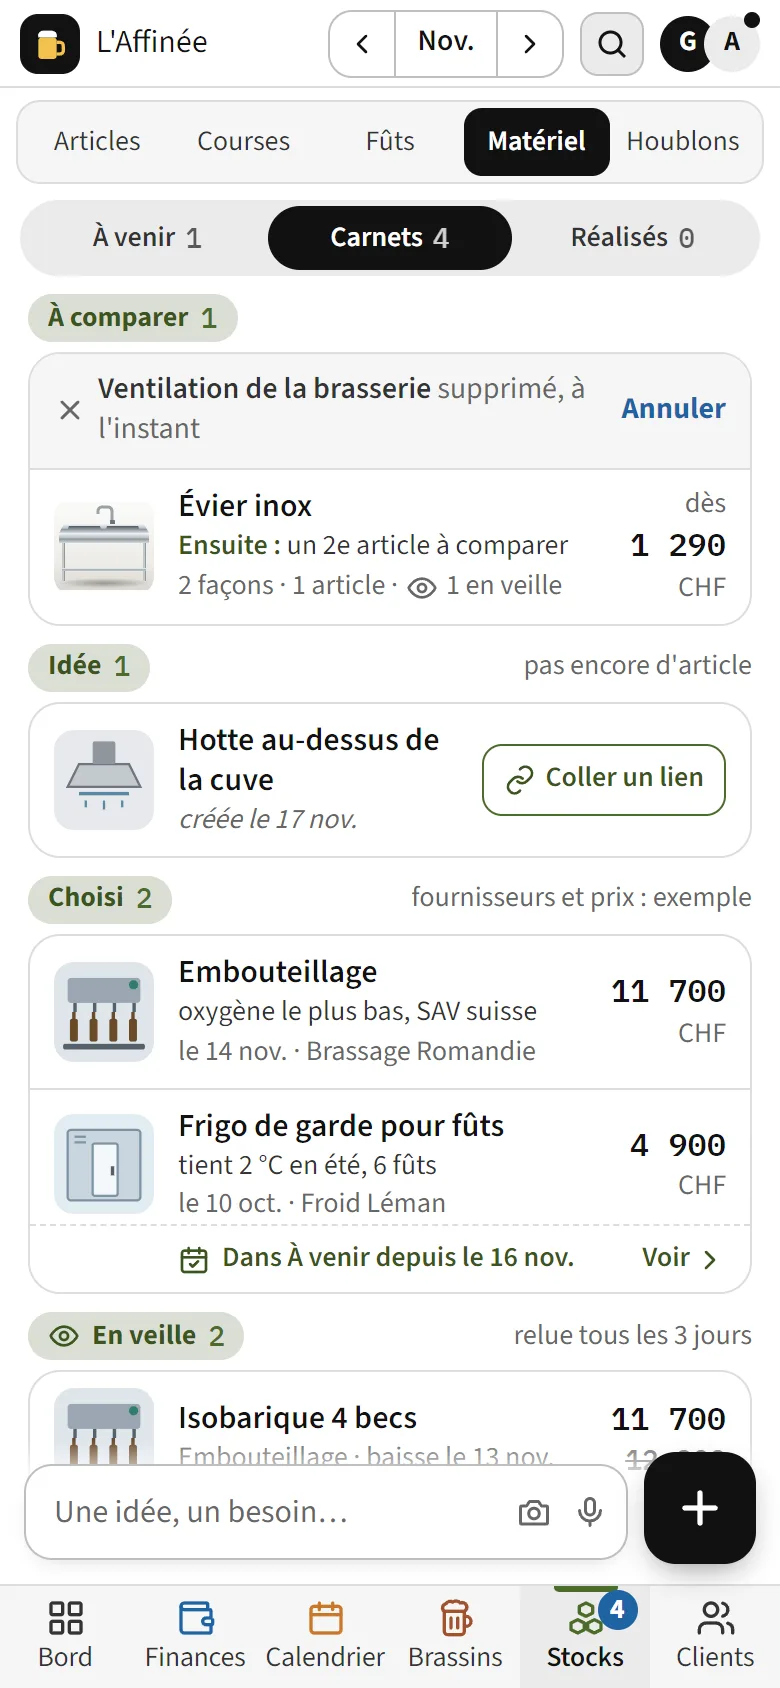 L'Affinée
Nov.
G
A
Articles
Courses
Fûts
Matériel
Houblons
À venir 1
Carnets 4
Réalisés 0
À comparer 1
Ventilation de la brasserie supprimé, à
l'instant
Annuler
Évier inox
Ensuite : un 2e article à comparer
2 façons · 1 article · 1 en veille
dès
1 290
CHF
Idée 1
pas encore d'article
Hotte au-dessus de
la cuve
créée le 17 nov.
Coller un lien
Choisi 2
fournisseurs et prix : exemple
Embouteillage
oxygène le plus bas, SAV suisse
le 14 nov. · Brassage Romandie
11 700
CHF
Frigo de garde pour fûts
tient 2 °C en été, 6 fûts
le 10 oct. · Froid Léman
4 900
CHF
Dans À venir depuis le 16 nov.
Voir
En veille 2
relue tous les 3 jours
Isobarique 4 becs
11 700
Embouteillage · baisse le 13 nov.
Une idée, un besoin…
Bord
Finances
Calendrier
Brassins
Stocks
4
Clients